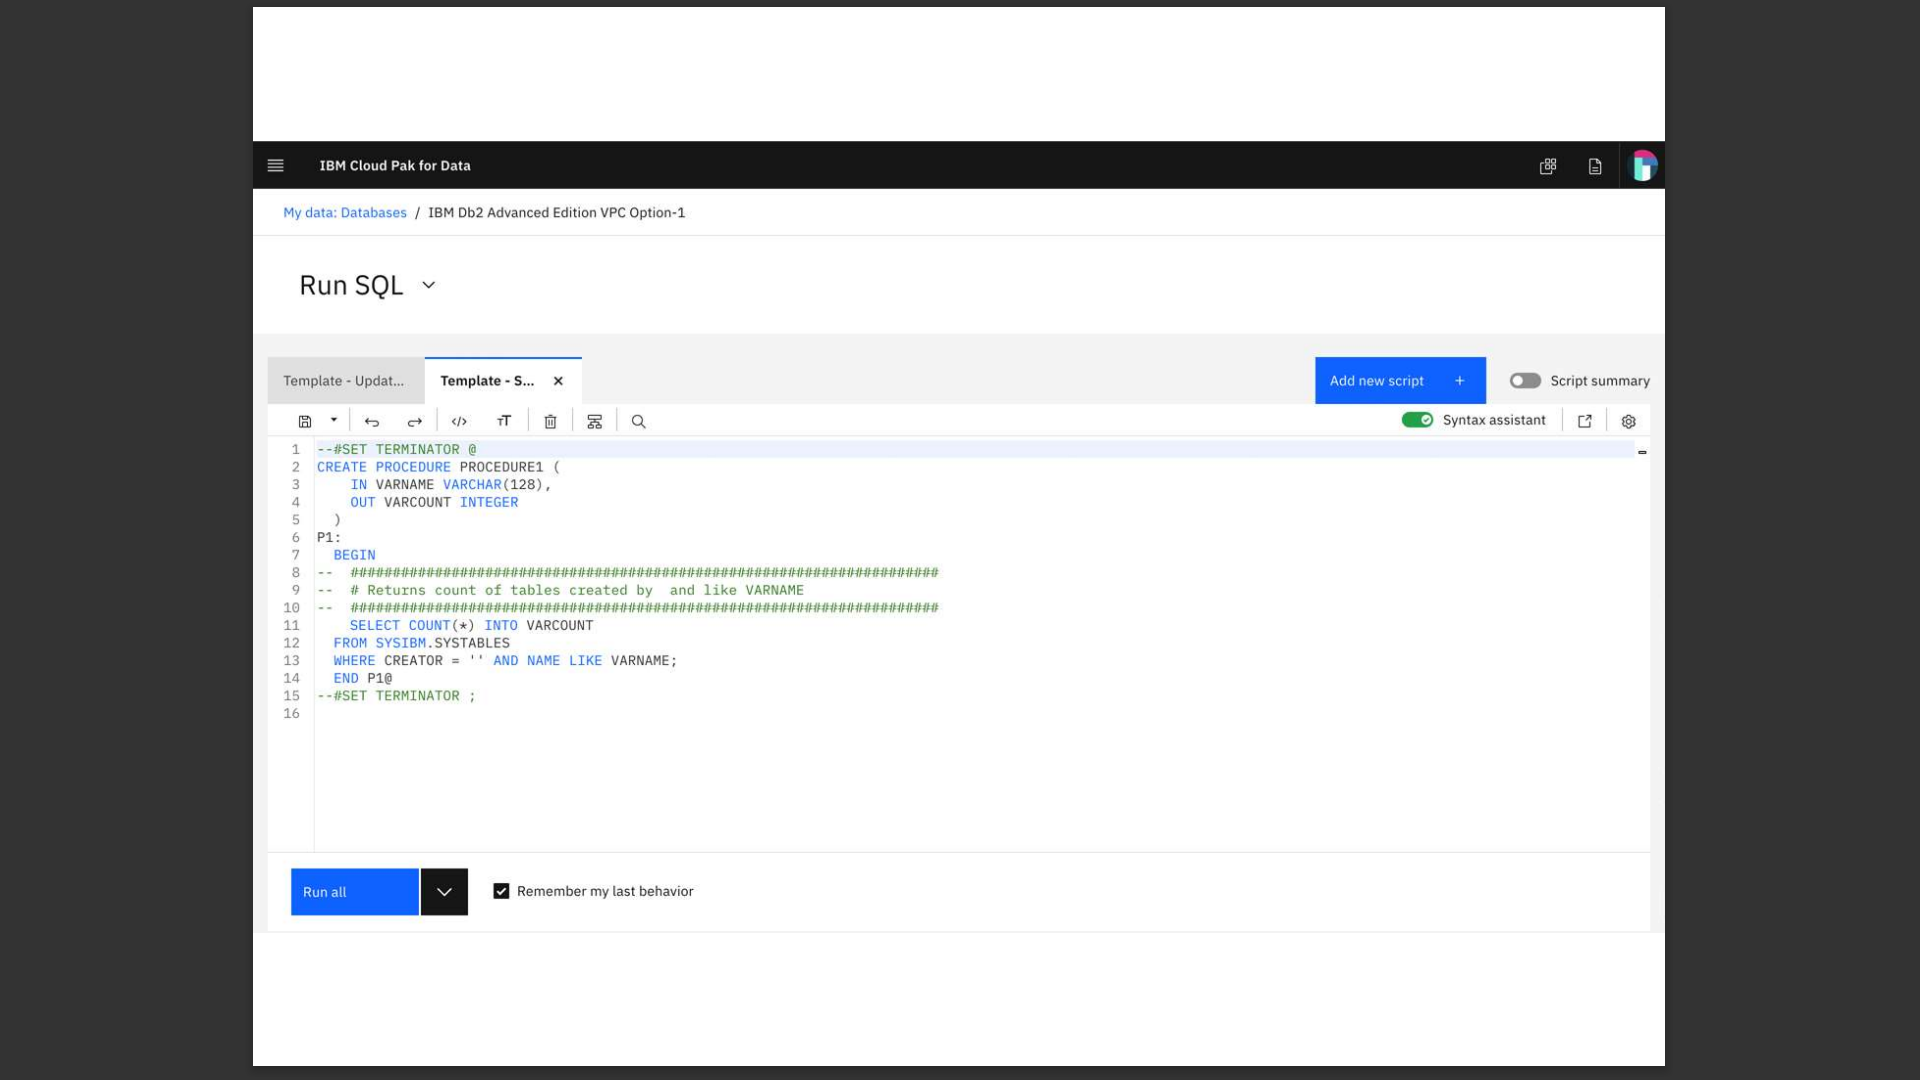 IBM Cloud Pak for Data
My data: Databases / IBM Db2 Advanced Edition VPC Option-1
Run SQL
Template - Updat...
Template - S...
Add new script +
Script summary
Syntax assistant
1 --#SET TERMINATOR @
2 CREATE PROCEDURE PROCEDURE1 (
3 IN VARNAME VARCHAR(128),
4 OUT VARCOUNT INTEGER
5 )
6 P1:
7 BEGIN
8 -- ######################################################################
9 -- # Returns count of tables created by  and like VARNAME
10 -- ######################################################################
11 SELECT COUNT(*) INTO VARCOUNT
12 FROM SYSIBM.SYSTABLES
13 WHERE CREATOR = '' AND NAME LIKE VARNAME;
14 END P1@
15 --#SET TERMINATOR ;
16
Run all
Remember my last behavior